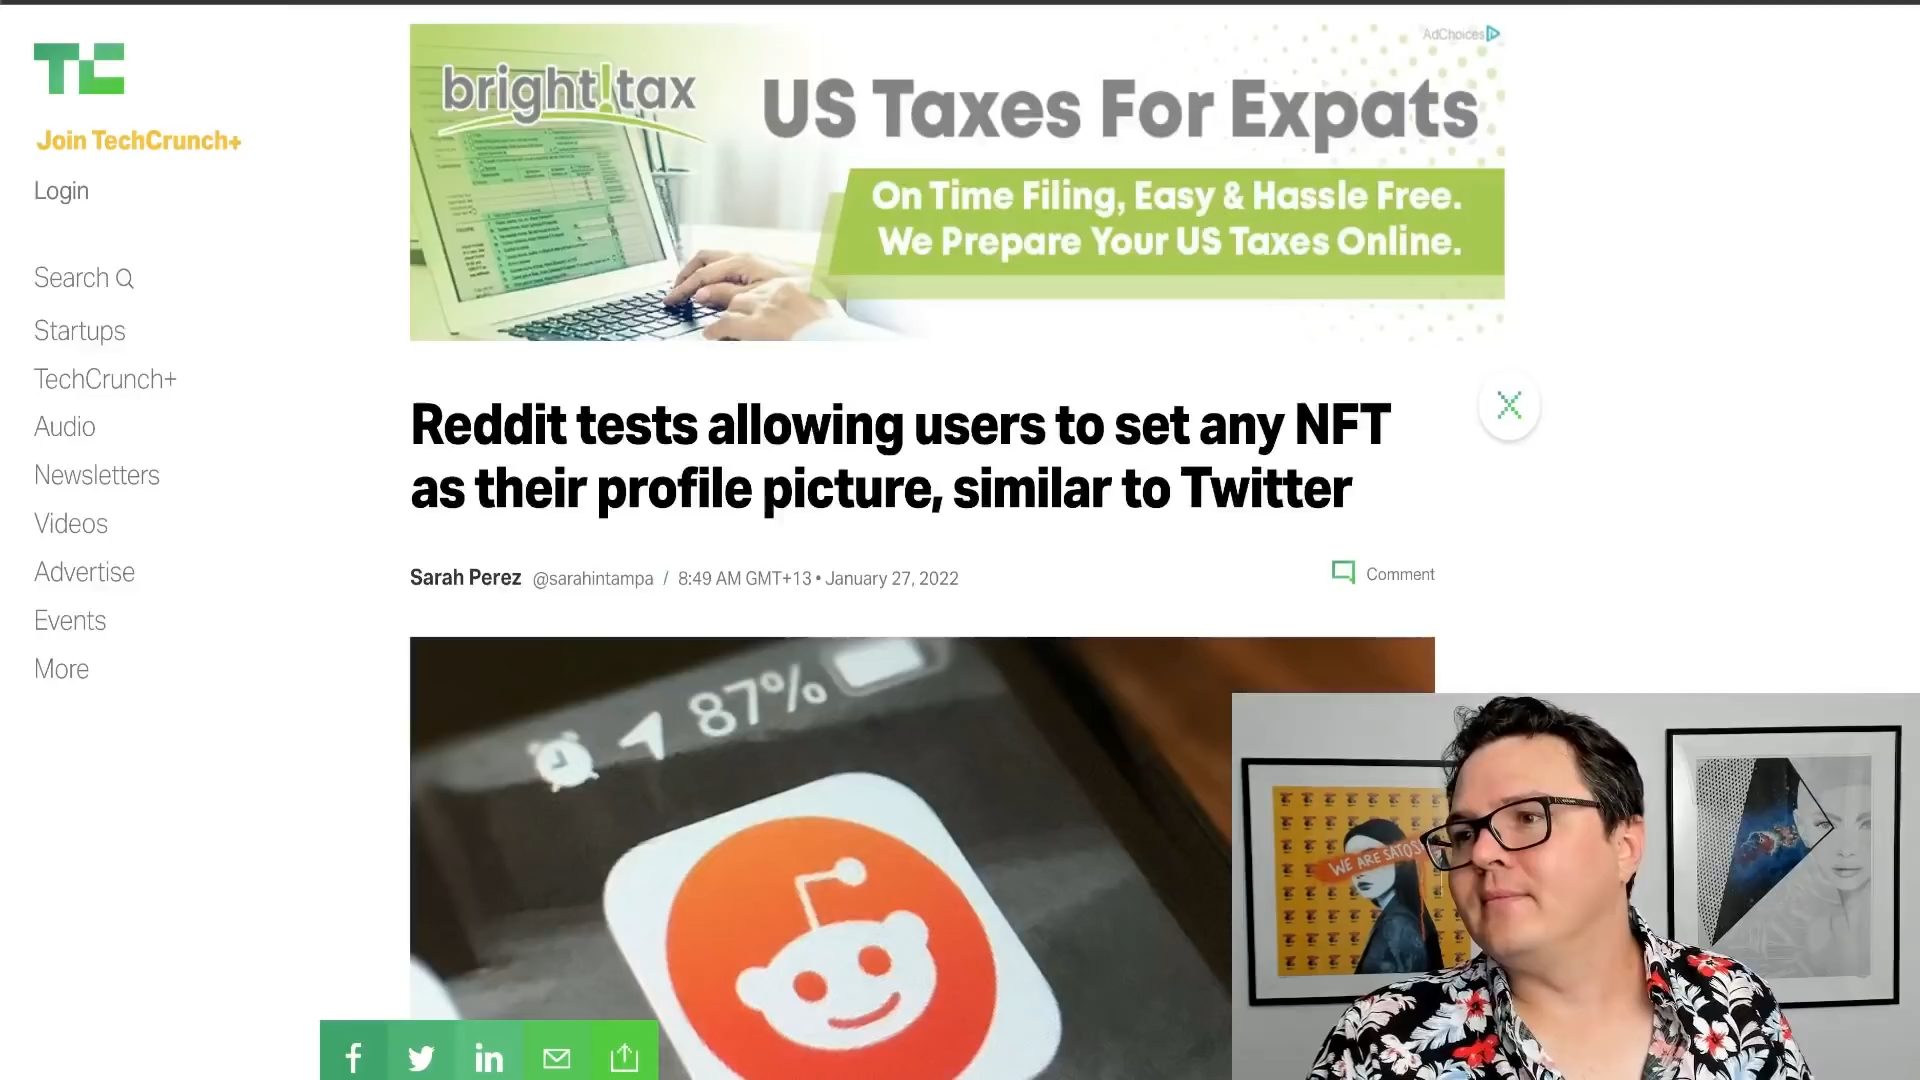 TC
Join TechCrunch+
Login
Search
Startups
TechCrunch+
Audio
Newsletters
Videos
Advertise
Events
More
AdChoices
bright!tax
US Taxes For Expats
On Time Filing, Easy & Hassle Free.
We Prepare Your US Taxes Online.
Reddit tests allowing users to set any NFT
as their profile picture, similar to Twitter
Sarah Perez @sarahintampa / 8:49 AM GMT+13 • January 27, 2022
Comment
87%
WE ARE